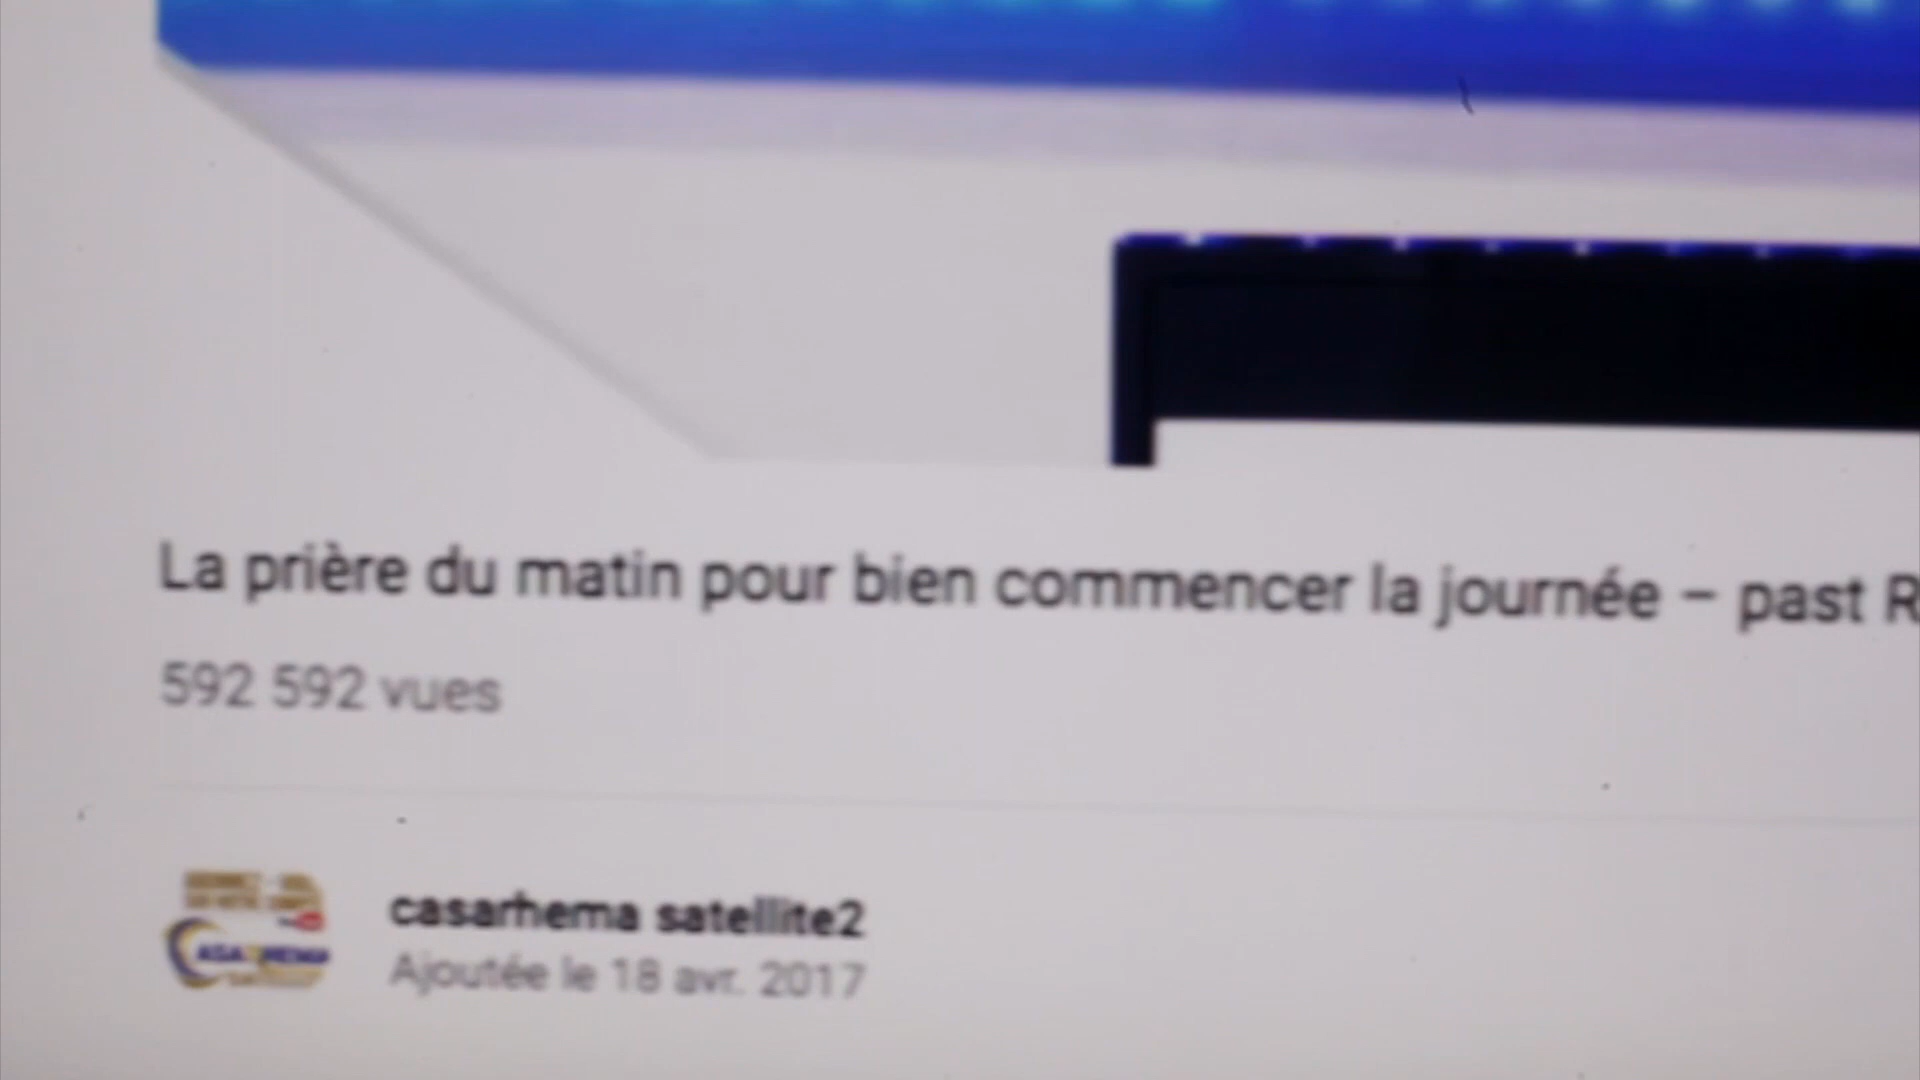 La prière du matin pour bien commencer la journée – past R
592 592 vues
casarhema satellite2
Ajoutée le 18 avr. 2017